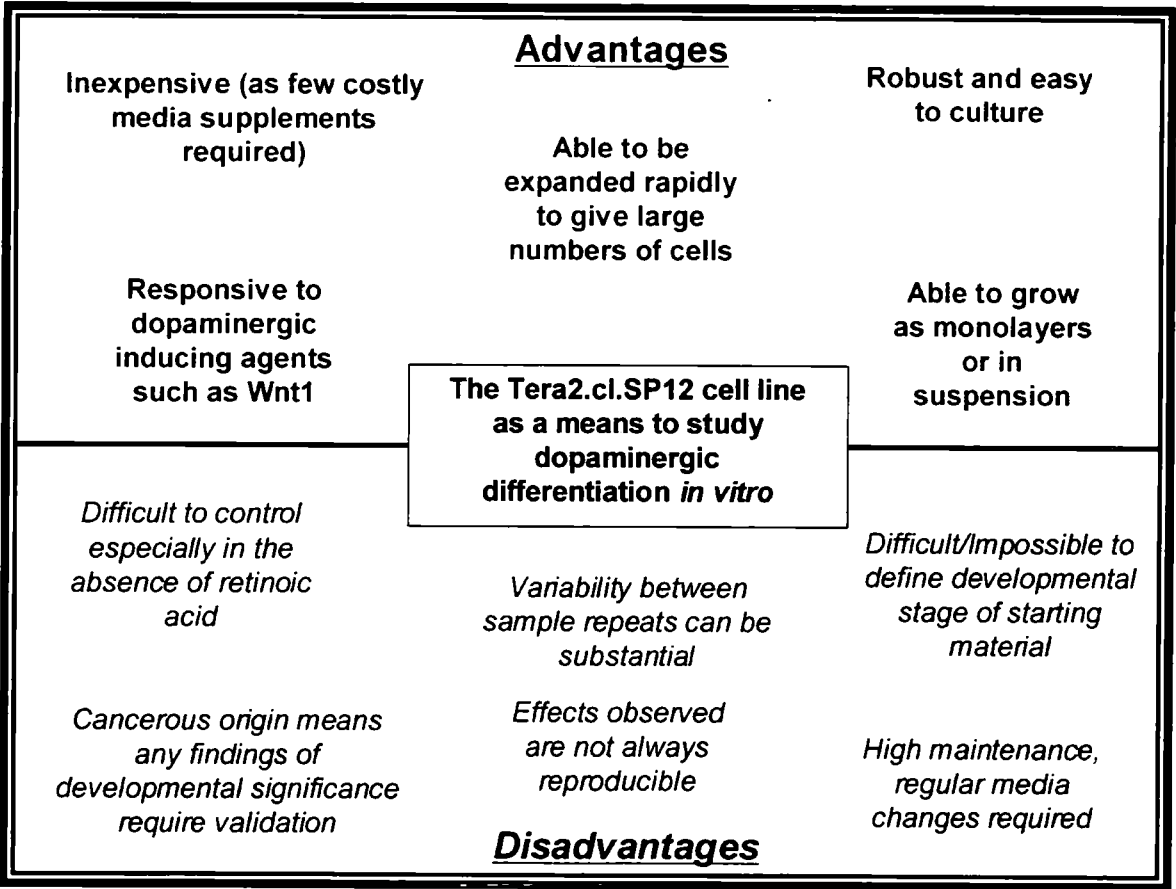 Advantages
Inexpensive (as few costly
media supplements
required)
Able to be
expanded rapidly
to give large
numbers of cells
Robust and easy
to culture
Responsive to
dopaminergic
inducing agents
such as Wnt1
Able to grow
as monolayers
or in
suspension
The Tera2.cl.SP12 cell line
as a means to study
dopaminergic
differentiation in vitro
Difficult to control
especially in the
absence of retinoic
acid
Variability between
sample repeats can be
substantial
Difficult/Impossible to
define developmental
stage of starting
material
Cancerous origin means
any findings of
developmental significance
require validation
Effects observed
are not always
reproducible
High maintenance,
regular media
changes required
Disadvantages